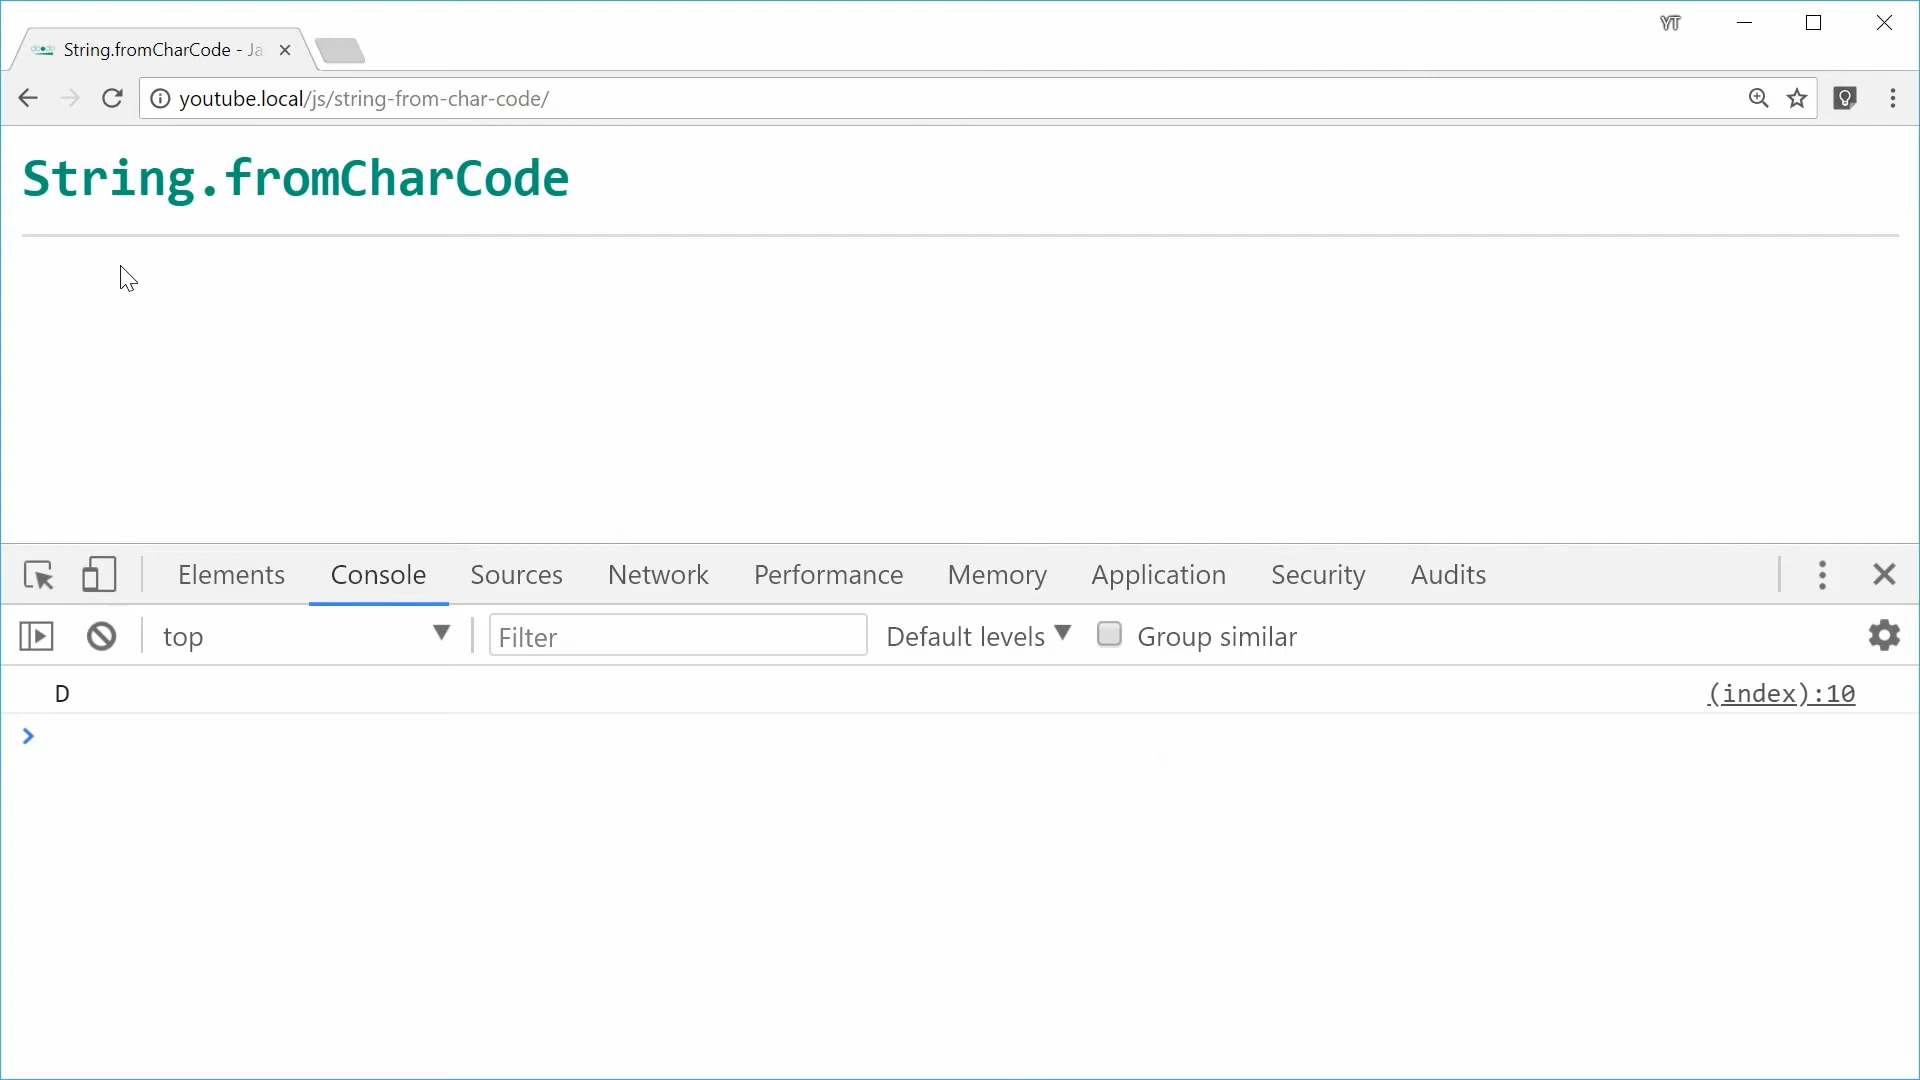 YT
String.fromCharCode - Ja
youtube.local/js/string-from-char-code/
String.fromCharCode
Elements Console Sources Network Performance Memory Application Security Audits
top Filter Default levels Group similar
D (index):10